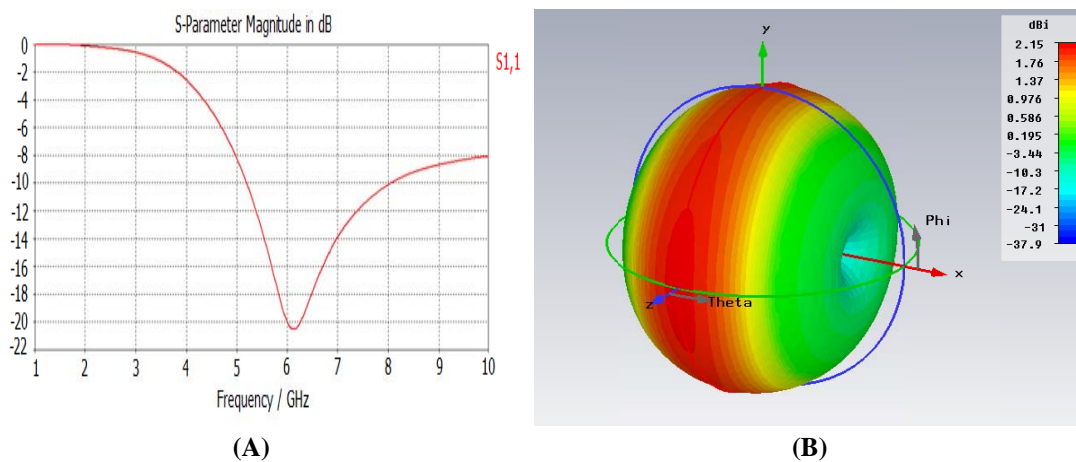 S-Parameter Magnitude in dB
S1,1
0
-2
-4
-6
-8
-10
-12
-14
-16
-18
-20
-22
1 2 3 4 5 6 7 8 9 10
Frequency / GHz
(A)
dBi
2.15
1.76
1.37
0.976
0.586
0.195
-3.44
-10.3
-17.2
-24.1
-31
-37.9
y
Phi
x
z
Theta
(B)